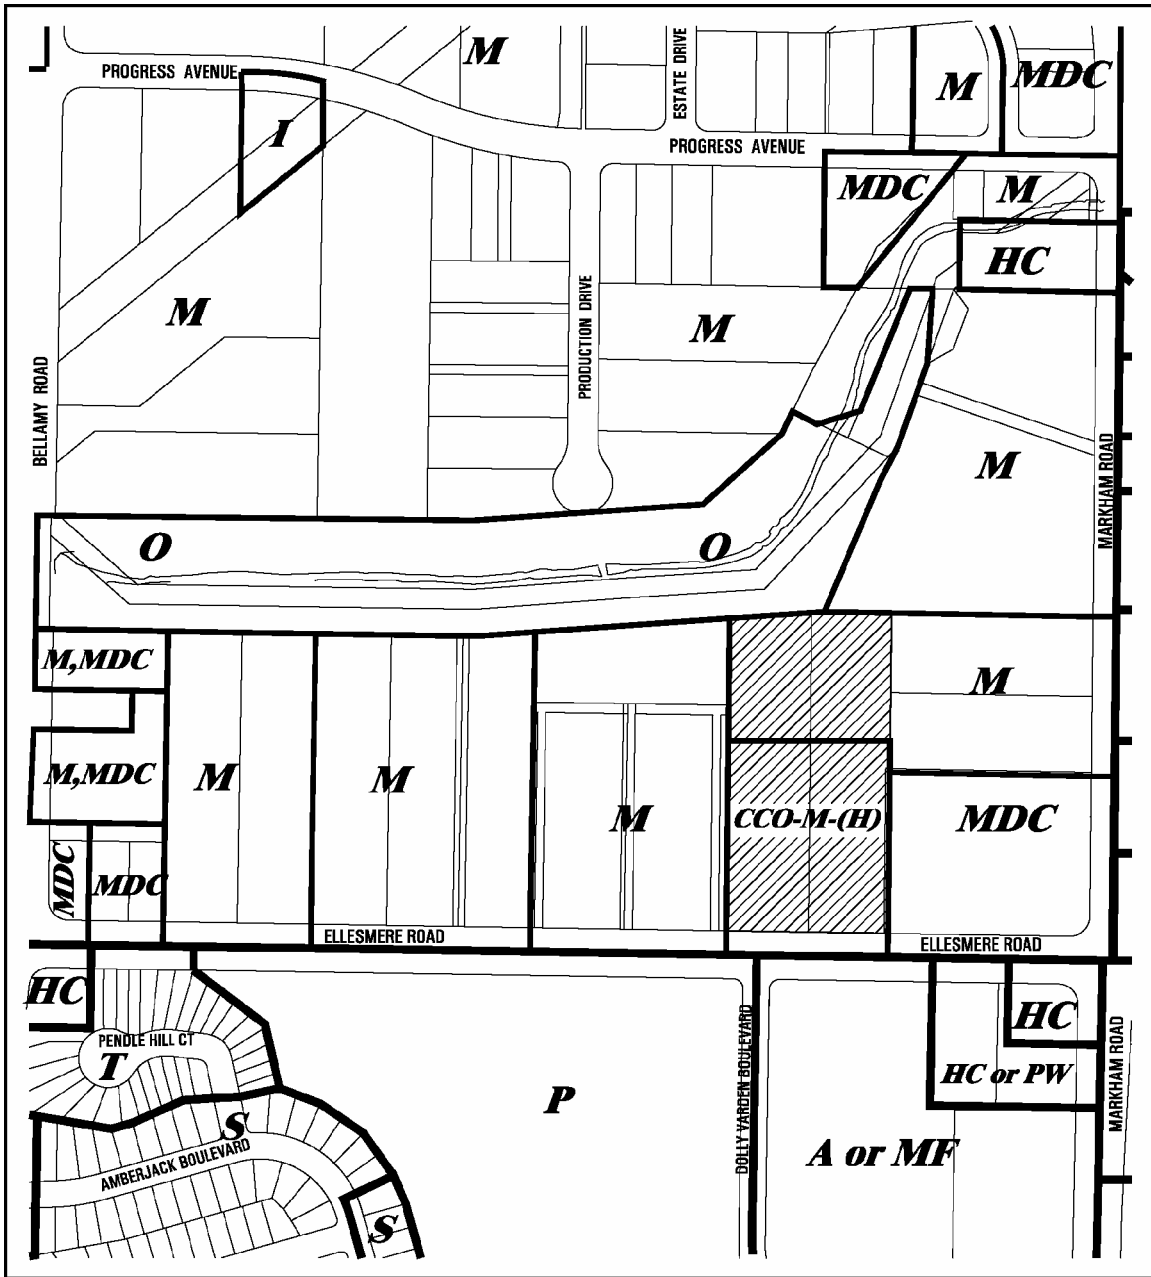 M
PROGRESS AVENUE
ESTATE DRIVE
M
MDC
I
PROGRESS AVENUE
MDC
M
HC
M
PRODUCTION DRIVE
M
BELLAMY ROAD
M
MARKHAM ROAD
O
O
M,MDC
M
M,MDC
M
M
M
CCO-M-(H)
MDC
MDC
MDC
ELLESMERE ROAD
ELLESMERE ROAD
HC
HC
PENDLE HILL CT
T
DOLLY VARDEN BOULEVARD
MARKHAM ROAD
HC or PW
P
S
AMBERJACK BOULEVARD
A or MF
S